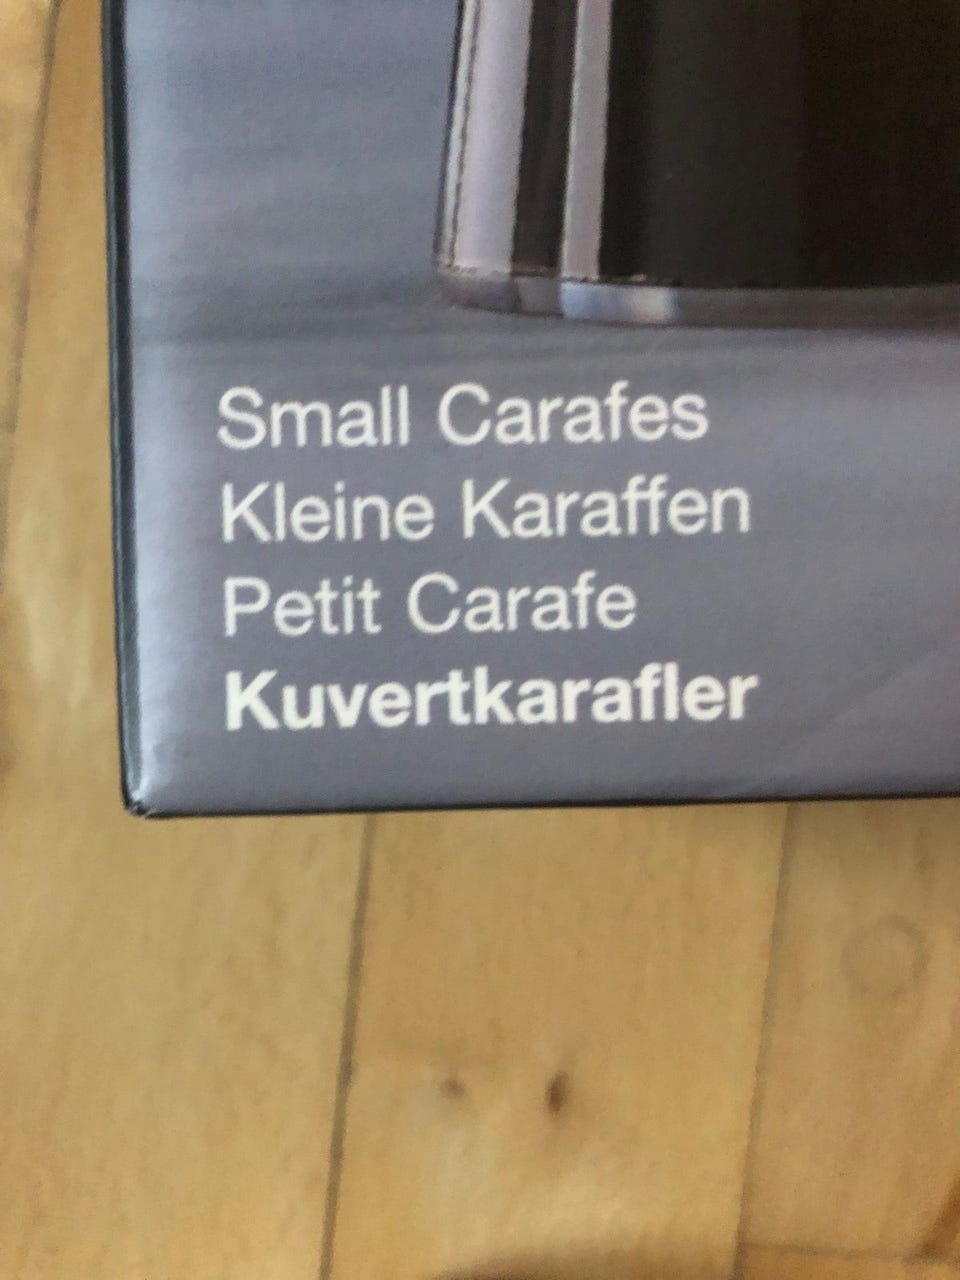 Small Carafes
Kleine Karaffen
Petit Carafe
Kuvertkarafler